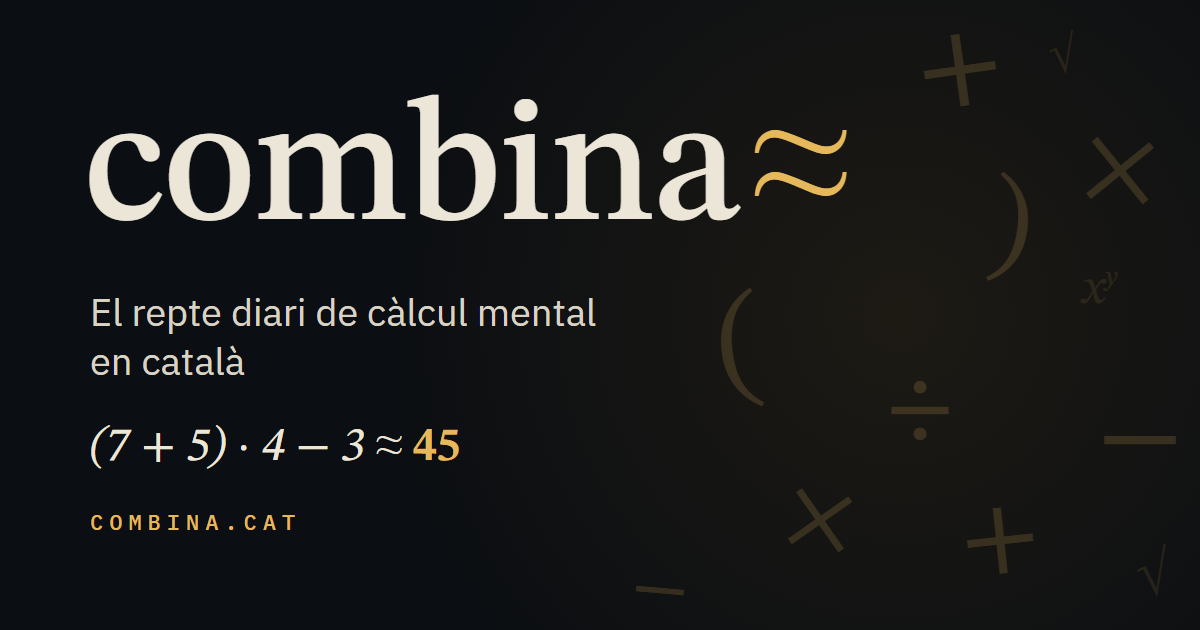 combina≈
El repte diari de càlcul mental
en català
(7 + 5) · 4 − 3 ≈ 45
COMBINA.CAT
+
√
×
)
x^y
(
÷
−
×
+
√
−